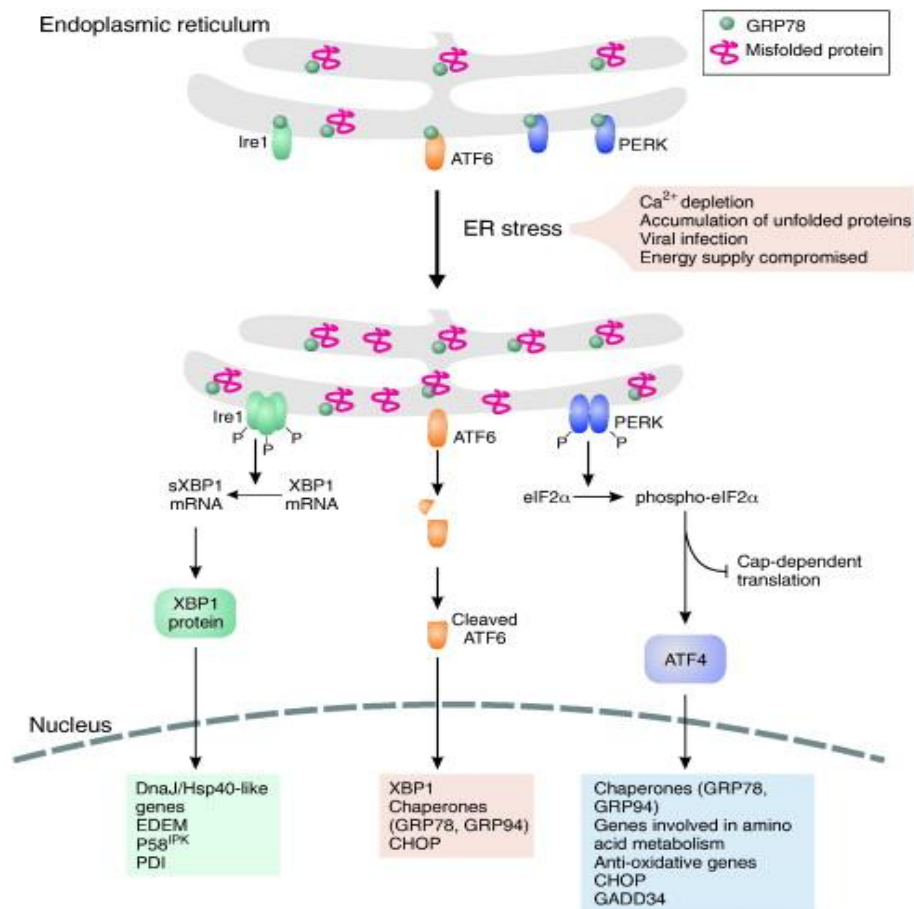 Endoplasmic reticulum
GRP78
Misfolded protein
Ire1
ATF6
PERK
ER stress
Ca²⁺ depletion
Accumulation of unfolded proteins
Viral infection
Energy supply compromised
Ire1
P
P
P
ATF6
PERK
P
P
sXBP1
mRNA
XBP1
mRNA
eIF2α
phospho-eIF2α
Cap-dependent
translation
XBP1
protein
Cleaved
ATF6
ATF4
Nucleus
DnaJ/Hsp40-like
genes
EDEM
P58ᴵᴾᴷ
PDI
XBP1
Chaperones
(GRP78, GRP94)
CHOP
Chaperones (GRP78,
GRP94)
Genes involved in amino
acid metabolism
Anti-oxidative genes
CHOP
GADD34